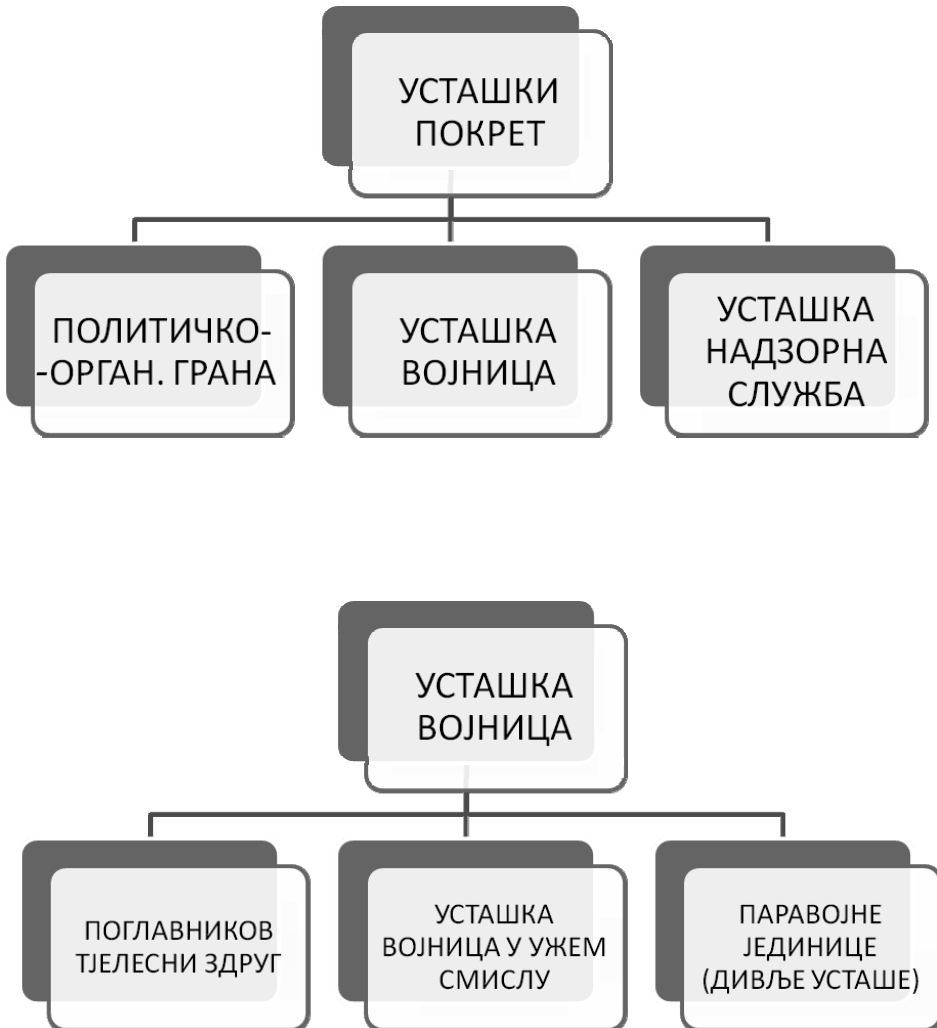 УСТАШКИ
ПОКРЕТ
ПОЛИТИЧКО-
-ОРГАН. ГРАНА
УСТАШКА
ВОЈНИЦА
УСТАШКА
НАДЗОРНА
СЛУЖБА
УСТАШКА
ВОЈНИЦА
ПОГЛАВНИКОВ
ТЈЕЛЕСНИ ЗДРУГ
УСТАШКА
ВОЈНИЦА У УЖЕМ
СМИСЛУ
ПАРАВОЈНЕ
ЈЕДИНИЦЕ
(ДИВЉЕ УСТАШЕ)